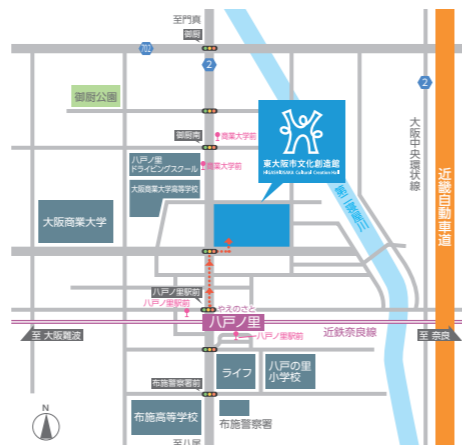 至門真
御厨
702
2
2
御厨公園
商業大学前
御厨南
八戸ノ里
ドライビングスクール
商業大学前
大阪商業大学高等学校
大阪商業大学
東大阪市文化創造館
HIGASHIOSAKA Cultural Creation Hall
第二寝屋川
大阪中央環状線
近畿自動車道
八戸ノ里駅前
八戸ノ里駅前
やえのさと
八戸ノ里
近鉄奈良線
至 大阪難波
至 奈良
八戸ノ里駅前
ライフ
八戸の里
小学校
布施警察署前
布施高等学校
布施警察署
N
至八尾